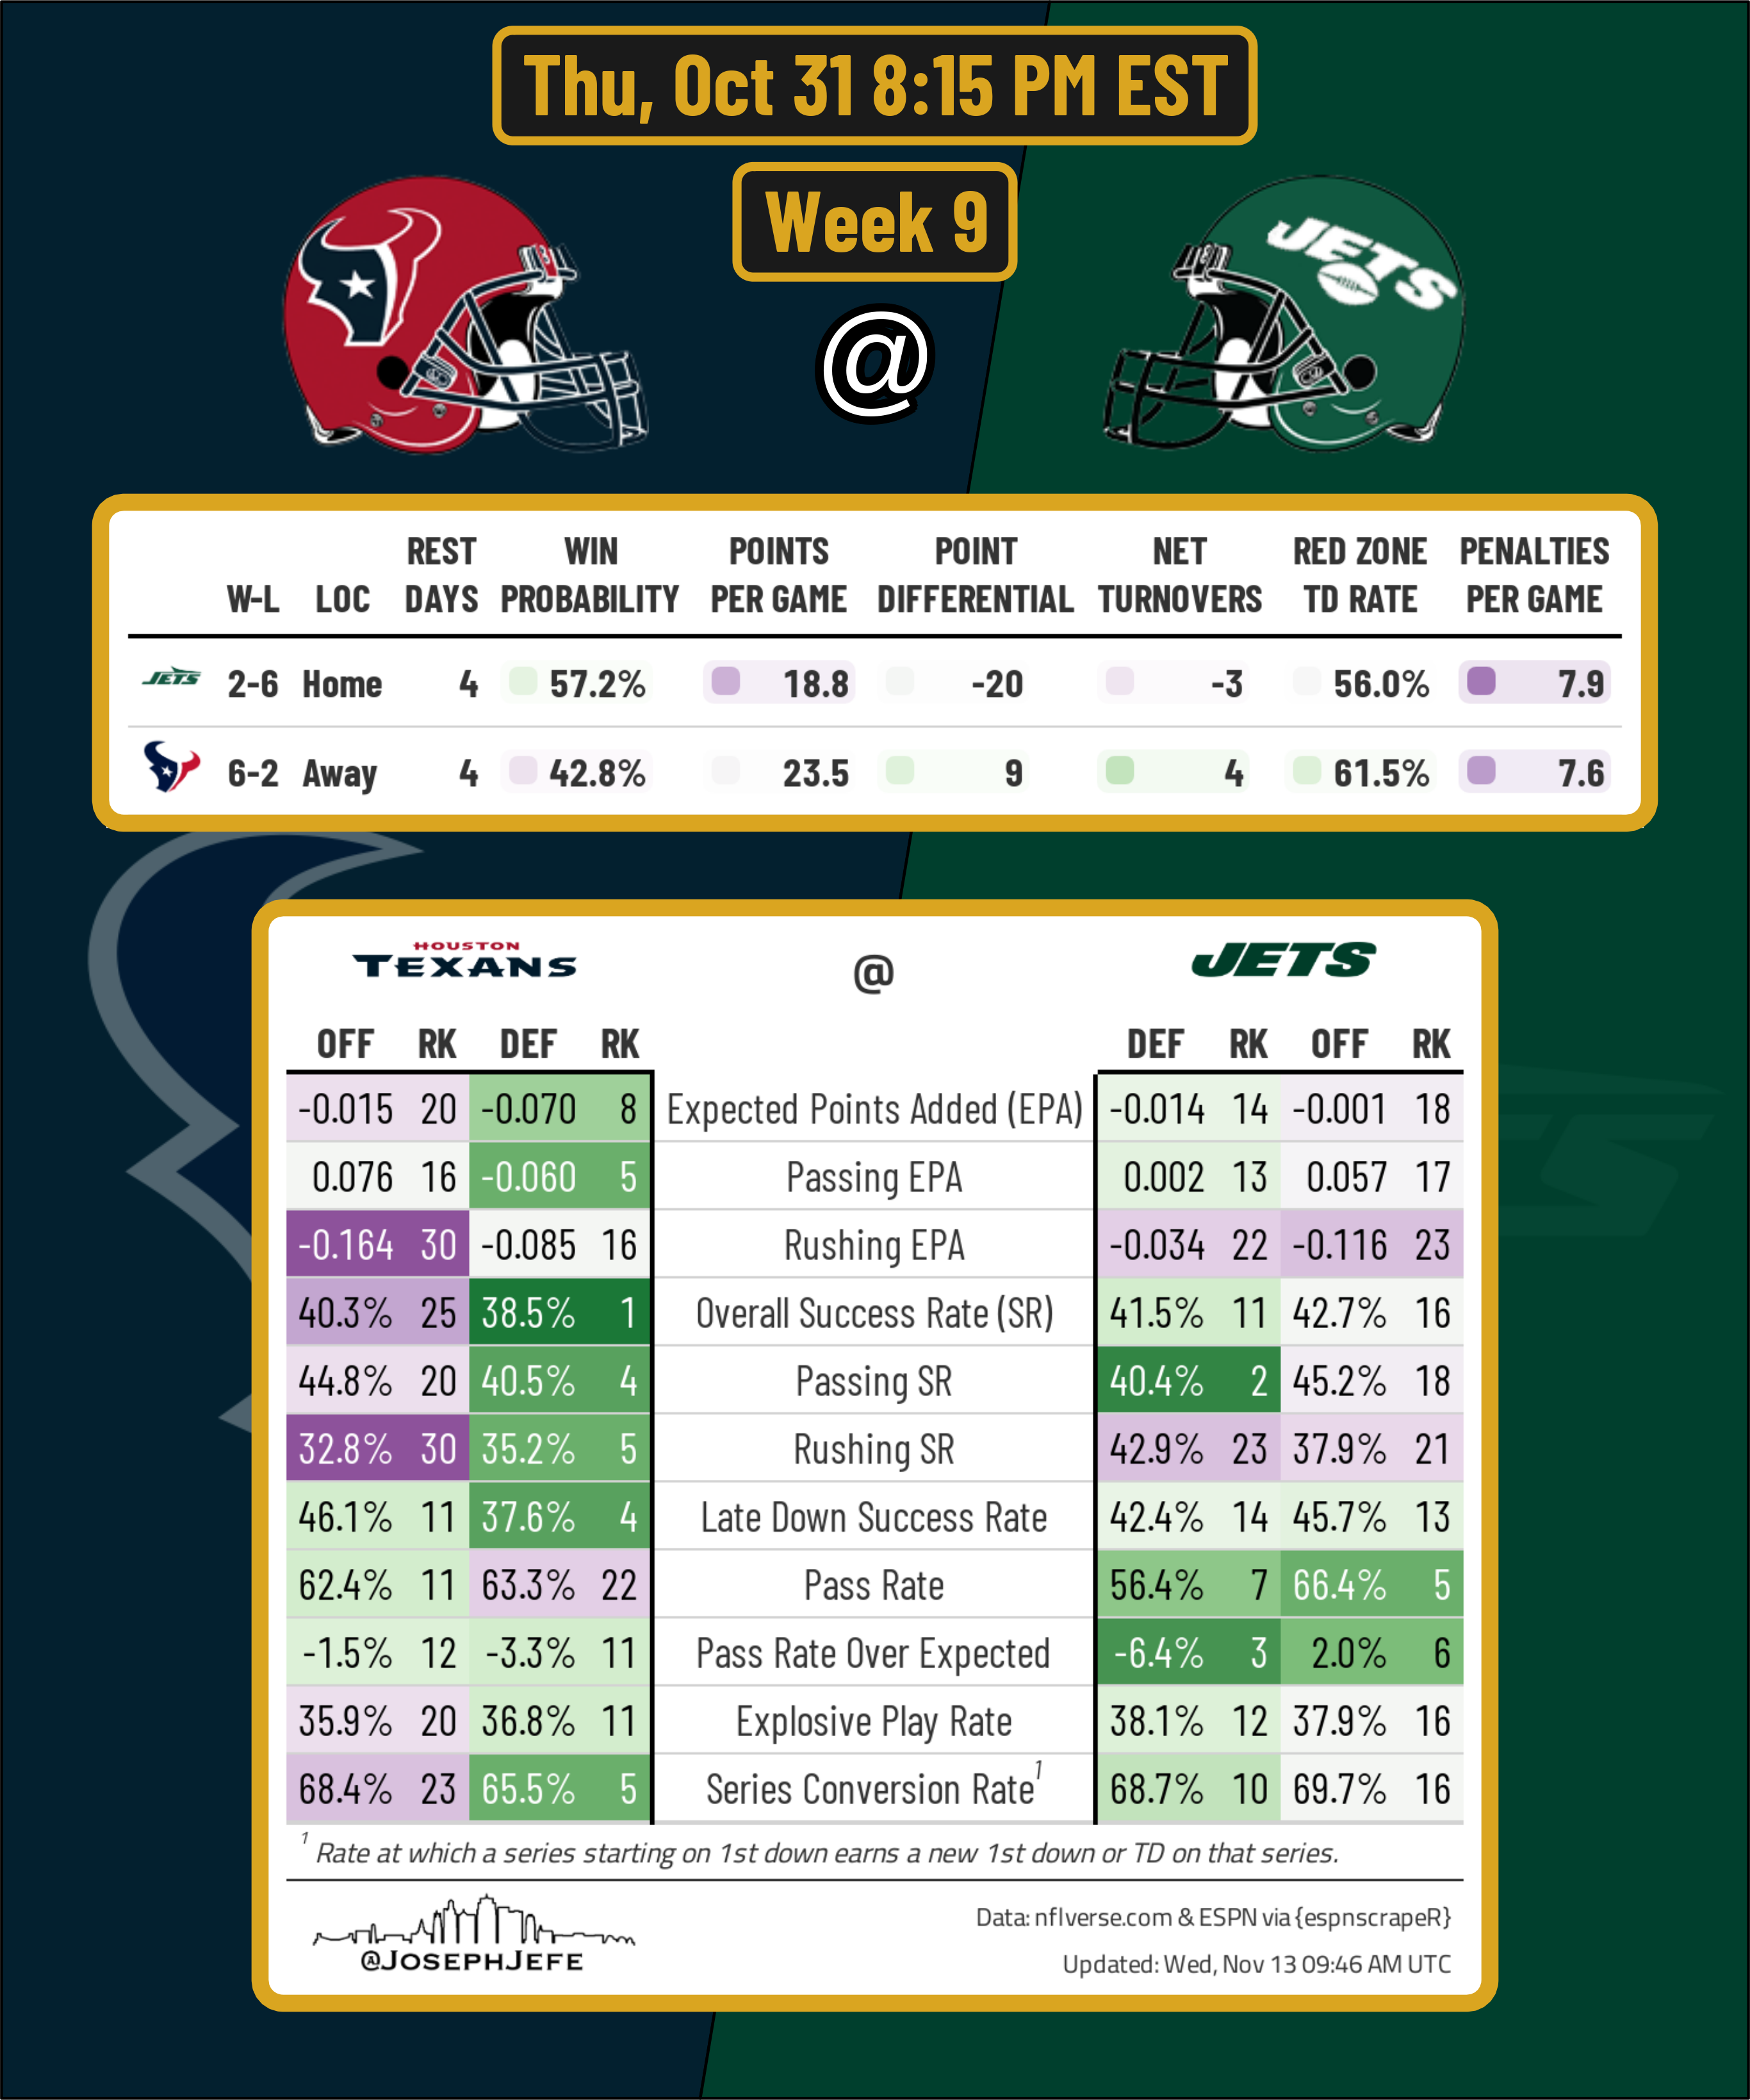 Thu, Oct 31 8:15 PM EST
Week 9
@
JETS
REST WIN POINTS POINT NET RED ZONE PENALTIES
W-L LOC DAYS PROBABILITY PER GAME DIFFERENTIAL TURNOVERS TD RATE PER GAME
JETS 2-6 Home 4 57.2% 18.8 -20 -3 56.0% 7.9
6-2 Away 4 42.8% 23.5 9 4 61.5% 7.6
HOUSTON
TEXANS @ JETS
OFF RK DEF RK DEF RK OFF RK
-0.015 20 -0.070 8 Expected Points Added (EPA) -0.014 14 -0.001 18
0.076 16 -0.060 5 Passing EPA 0.002 13 0.057 17
-0.164 30 -0.085 16 Rushing EPA -0.034 22 -0.116 23
40.3% 25 38.5% 1 Overall Success Rate (SR) 41.5% 11 42.7% 16
44.8% 20 40.5% 4 Passing SR 40.4% 2 45.2% 18
32.8% 30 35.2% 5 Rushing SR 42.9% 23 37.9% 21
46.1% 11 37.6% 4 Late Down Success Rate 42.4% 14 45.7% 13
62.4% 11 63.3% 22 Pass Rate 56.4% 7 66.4% 5
-1.5% 12 -3.3% 11 Pass Rate Over Expected -6.4% 3 2.0% 6
35.9% 20 36.8% 11 Explosive Play Rate 38.1% 12 37.9% 16
68.4% 23 65.5% 5 Series Conversion Rate¹ 68.7% 10 69.7% 16
¹ Rate at which a series starting on 1st down earns a new 1st down or TD on that series.
@JOSEPHJEFE
Data: nflverse.com & ESPN via {espnscrapeR}
Updated: Wed, Nov 13 09:46 AM UTC